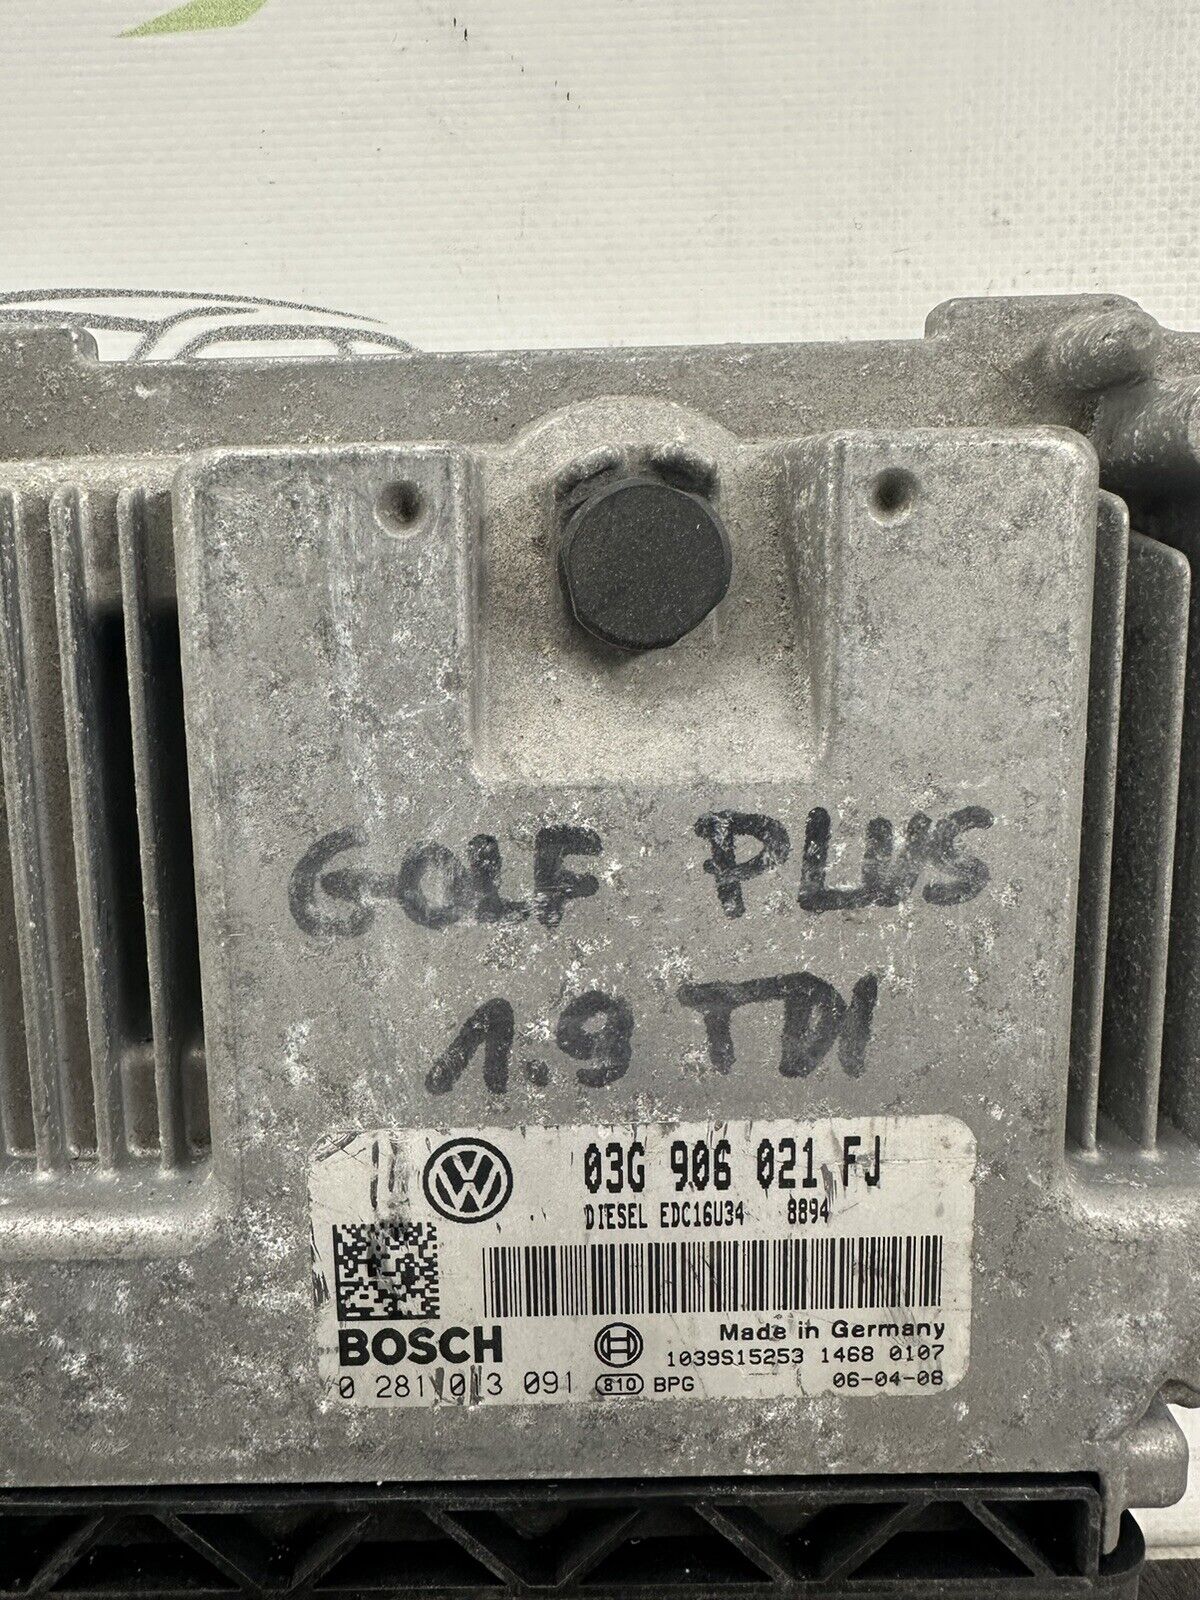 GOLF PLUS
1.9 TDI
03G 906 021 FJ
DIESEL EDC16U34 8894
BOSCH
Made in Germany
1039S15253 1468 0107
0 281 013 091 810 BPG 06-04-08